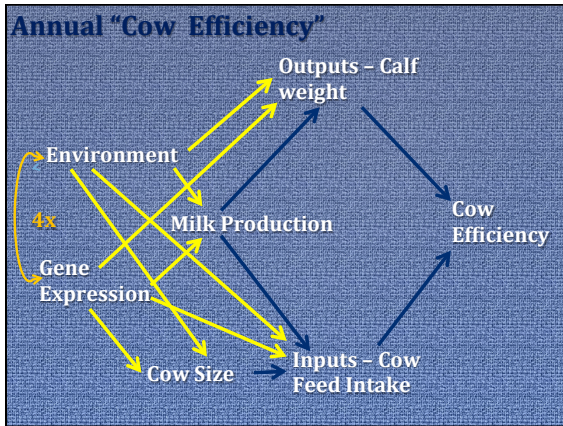 Annual “Cow Efficiency”
Outputs – Calf
weight
Environment
4x
Milk Production
Cow
Efficiency
Gene
Expression
Cow Size
Inputs – Cow
Feed Intake